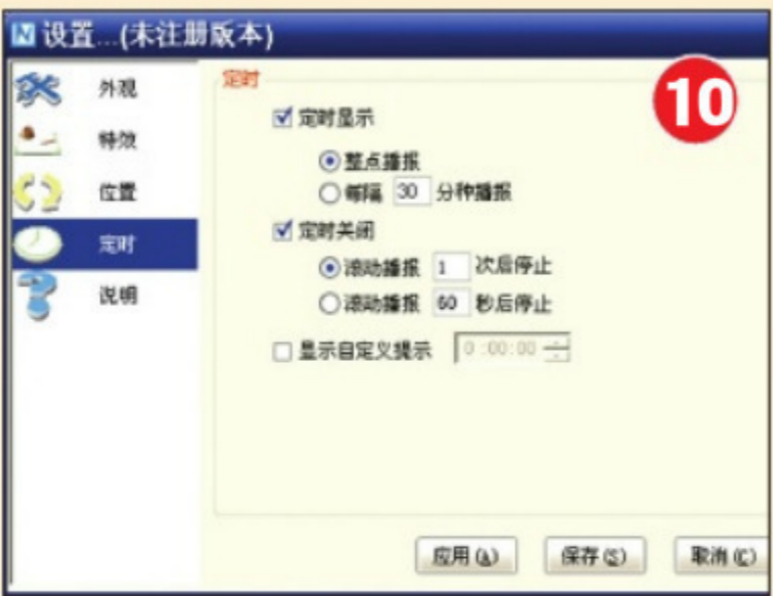 N 设置...(未注册版本)
10
外观
特效
位置
定时
说明
定时
定时显示
整点播报
每隔 30 分种播报
定时关闭
滚动播报 1 次后停止
滚动播报 60 秒后停止
显示自定义提示 0:00:00
应用(A) 保存(S) 取消(C)